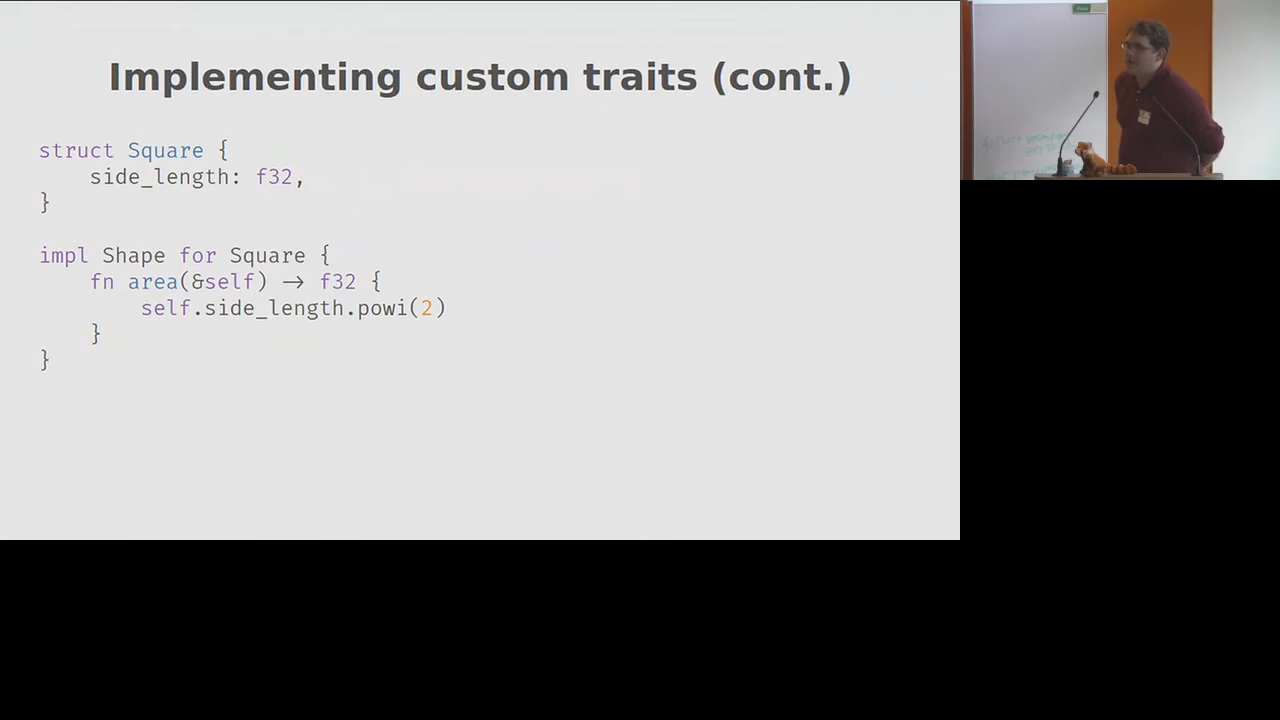 Implementing custom traits (cont.)
struct Square {
    side_length: f32,
}
impl Shape for Square {
    fn area(&self) → f32 {
        self.side_length.powi(2)
    }
}